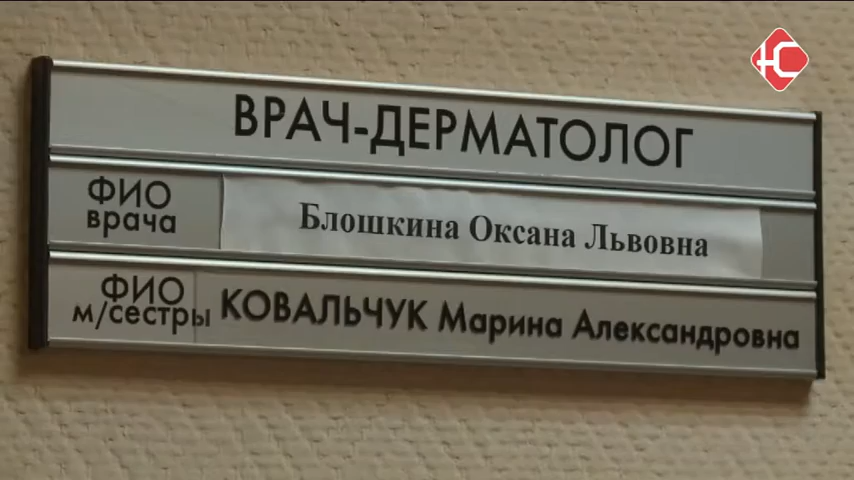 ВРАЧ-ДЕРМАТОЛОГ
ФИО
врача
Блошкина Оксана Львовна
ФИО
м/сестры
КОВАЛЬЧУК Марина Александровна